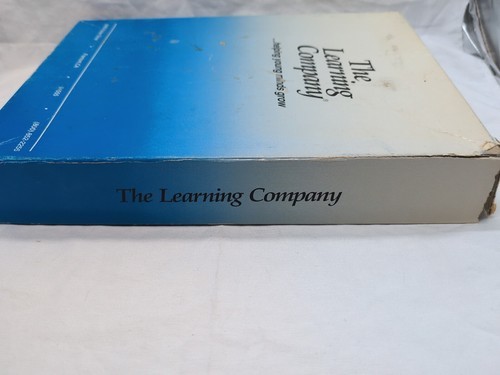 The
Learning
Company
...helping young minds grow
The Learning Company